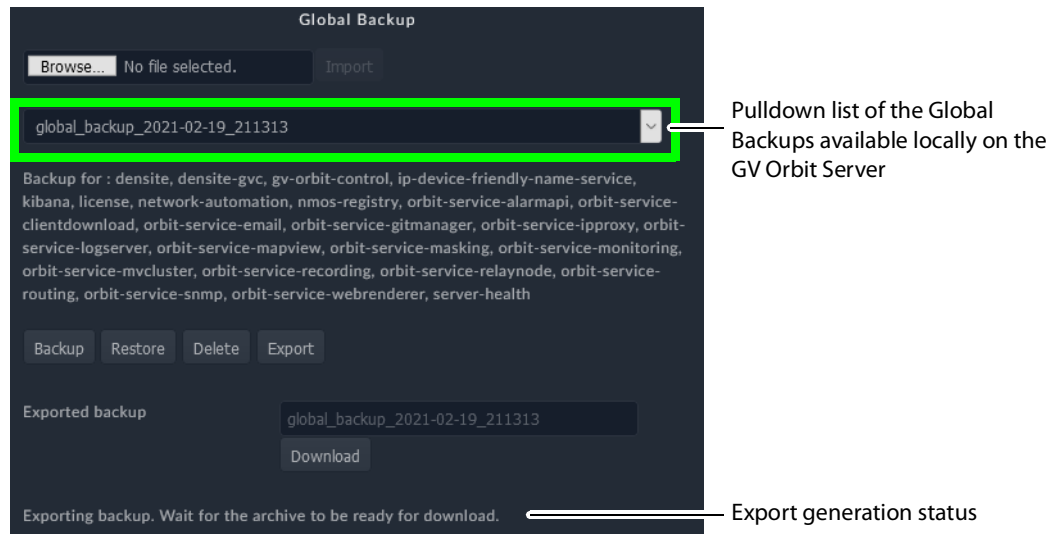 Global Backup
Browse... No file selected. Import
global_backup_2021-02-19_211313
Pulldown list of the Global
Backups available locally on the
GV Orbit Server
Backup for : densite, densite-gvc, gv-orbit-control, ip-device-friendly-name-service,
kibana, license, network-automation, nmos-registry, orbit-service-alarmapi, orbit-service-
clientdownload, orbit-service-email, orbit-service-gitmanager, orbit-service-ipproxy, orbit-
service-logserver, orbit-service-mapview, orbit-service-masking, orbit-service-monitoring,
orbit-service-mvcluster, orbit-service-recording, orbit-service-relaynode, orbit-service-
routing, orbit-service-snmp, orbit-service-webrenderer, server-health
Backup Restore Delete Export
Exported backup
global_backup_2021-02-19_211313
Download
Exporting backup. Wait for the archive to be ready for download.
Export generation status